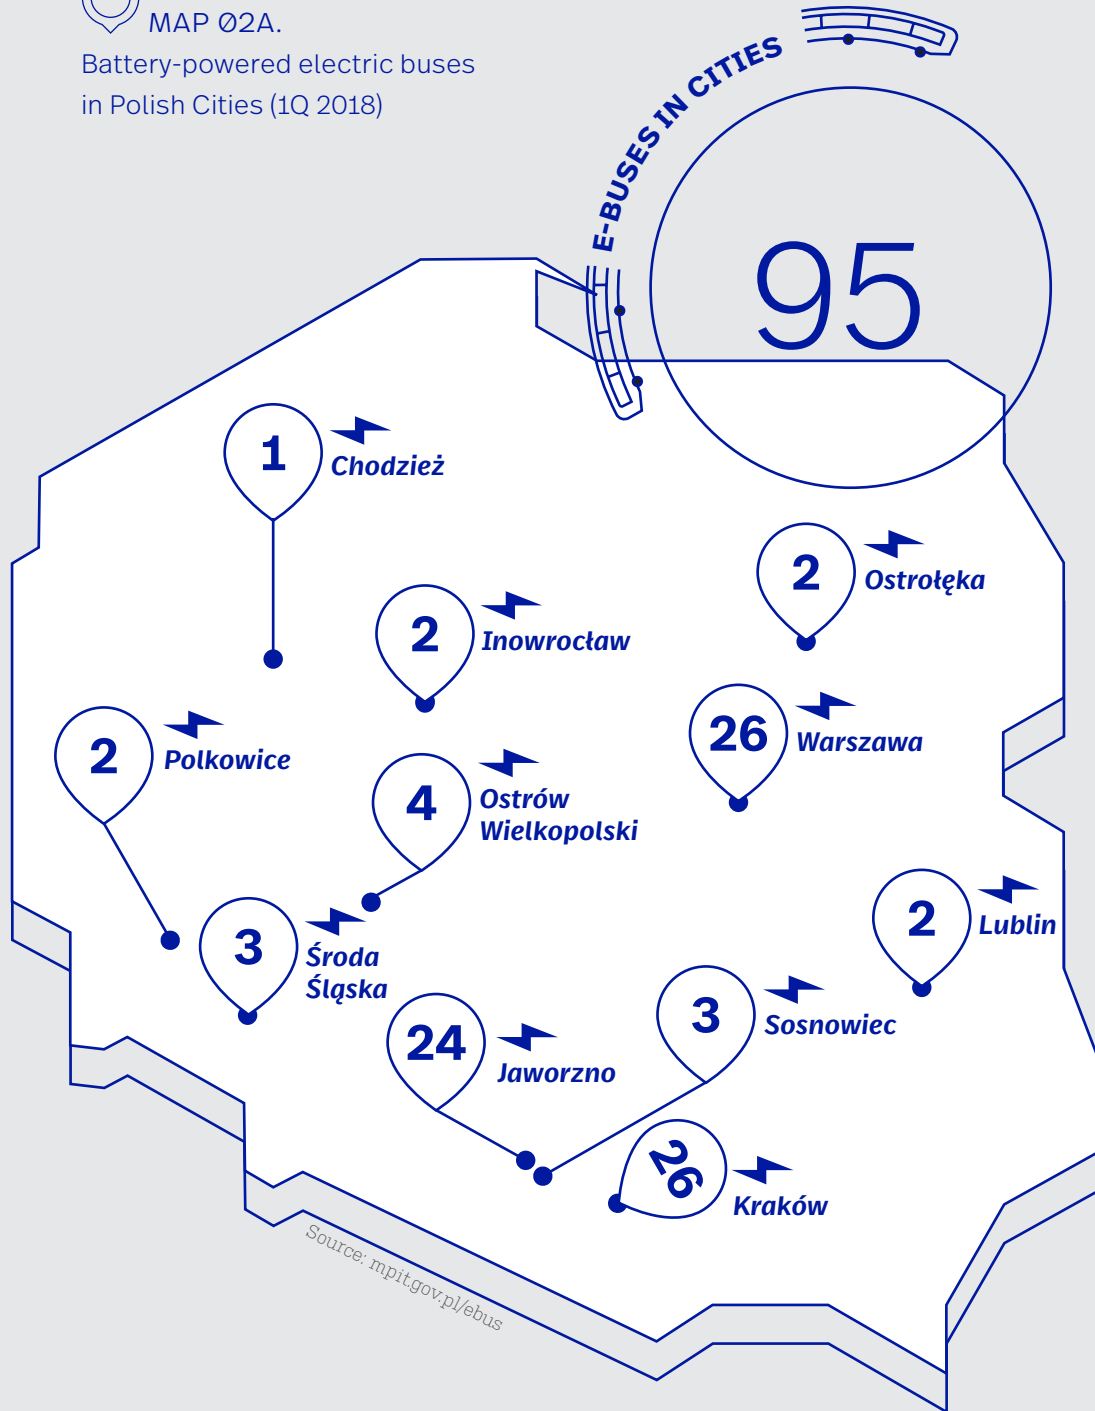 MAP 02A.
Battery-powered electric buses
in Polish Cities (1Q 2018)
E-BUSES IN CITIES
95
1
Chodzież
2
Ostrołęka
2
Inowrocław
26
Warszawa
2
Polkowice
4
Ostrów
Wielkopolski
2
Lublin
3
Środa
Śląska
3
Sosnowiec
24
Jaworzno
26
Kraków
Source: mpit.gov.pl/ebus